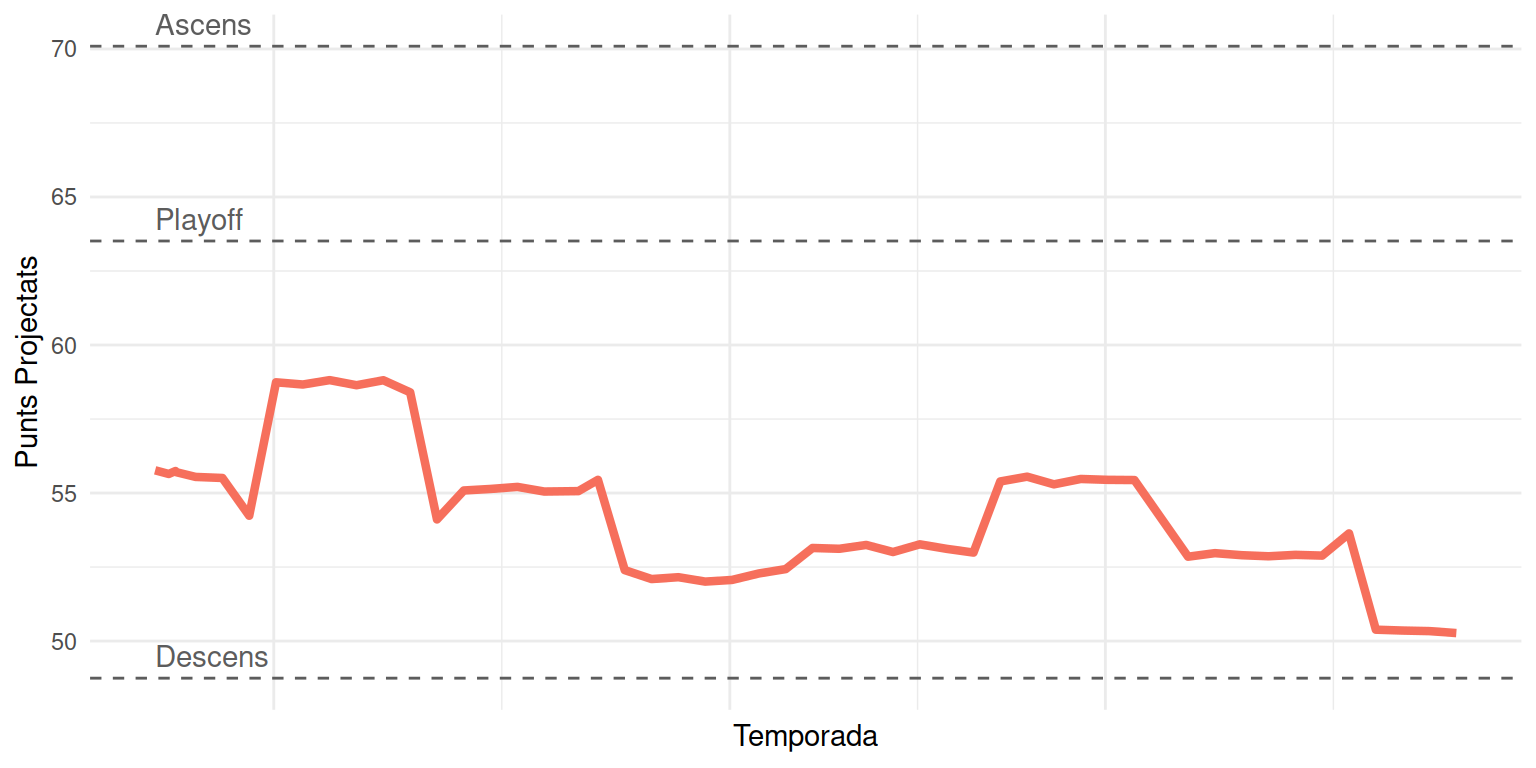 Ascens
70
65
Playoff
Punts Projectats
60
55
50
Descens
Temporada